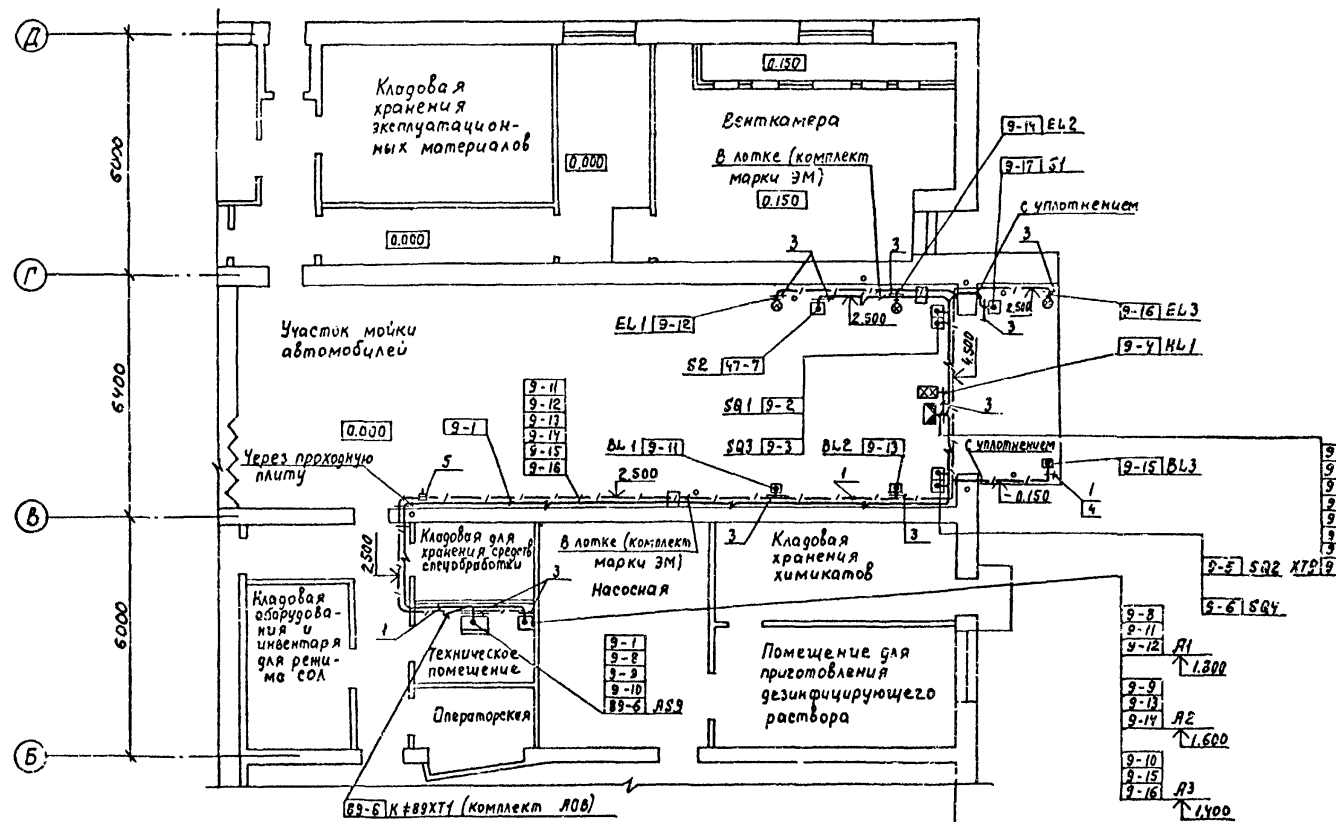 Д
6000
Кладовая
хранения
эксплуатацион-
ных материалов
0.150
Венткамера
В лотке (комплект
марки ЭМ)
0.150
0,000
0.000
9-14 EL2
9-17 S1
с уплотнением
3
3
3
Г
EL1 9-12
2.500
2,500
3
9-16 EL3
Участок мойки
автомобилей
S2 47-7
9-4 HL1
4.500
6400
SQ1 9-2
3
9-11
9-12
9-13
9-14
9-15
9-16
0.000
9-1
BL1 9-11
SQ3 9-3
BL2 9-13
с уплотнением
Через проходную
плиту
5
2.500
1
9-15 BL3
-0.150
1
4
В
3
3
2,500
Кладовая для
хранения средств
спецобработки
В лотке (комплект
марки ЭМ)
Кладовая
хранения
химикатов
3
Насосная
9-5 SQ2
XT9 9
9-6 SQ4
6000
Кладовая
оборудова-
ния и
инвентаря
для режи-
ма СОЛ
1
Техническое
помещение
Операторская
9-1
9-8
9-9
9-10
89-6 AS9
Помещение для
приготовления
дезинфицирующего
раствора
9-8
9-11
9-12 A1
1.800
9-9
9-13
9-14 A2
1.600
9-10
9-15
9-16 A3
1,400
Б
89-6 К≠89XT1 (комплект АОВ)